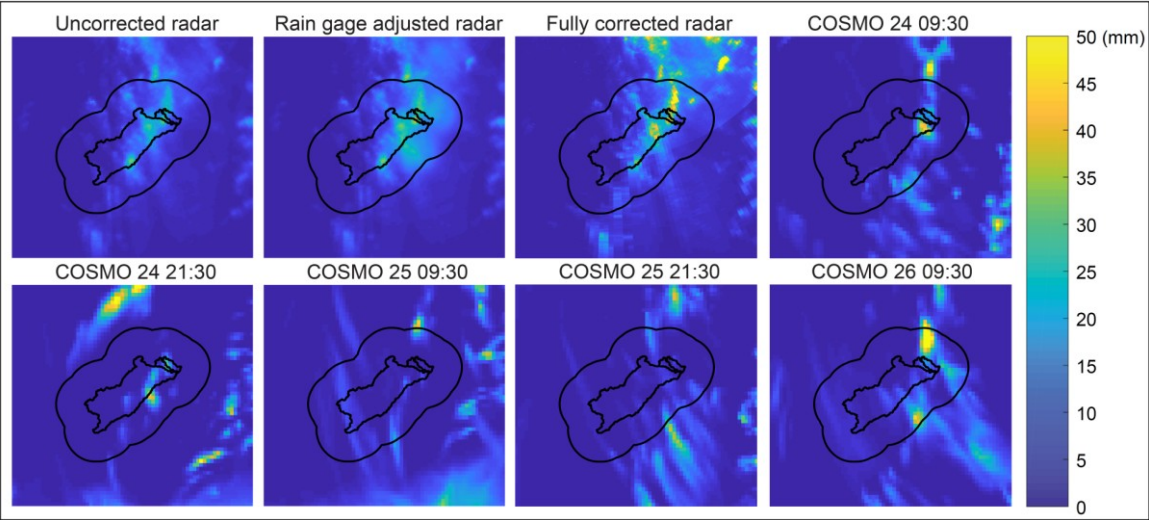 Uncorrected radar
Rain gage adjusted radar
Fully corrected radar
COSMO 24 09:30
50 (mm)
45
40
35
30
25
20
15
10
5
0
COSMO 24 21:30
COSMO 25 09:30
COSMO 25 21:30
COSMO 26 09:30